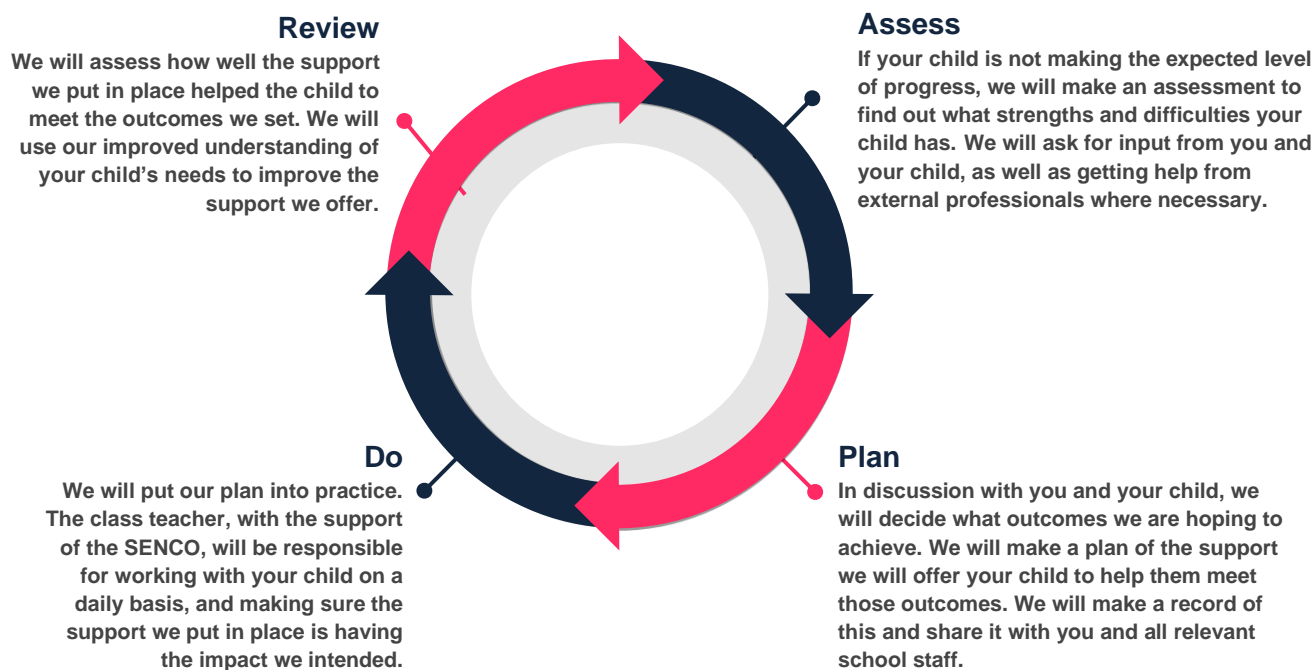 Review
We will assess how well the support
we put in place helped the child to
meet the outcomes we set. We will
use our improved understanding of
your child’s needs to improve the
support we offer.
Assess
If your child is not making the expected level
of progress, we will make an assessment to
find out what strengths and difficulties your
child has. We will ask for input from you and
your child, as well as getting help from
external professionals where necessary.
Do
We will put our plan into practice.
The class teacher, with the support
of the SENCO, will be responsible
for working with your child on a
daily basis, and making sure the
support we put in place is having
the impact we intended.
Plan
In discussion with you and your child, we
will decide what outcomes we are hoping to
achieve. We will make a plan of the support
we will offer your child to help them meet
those outcomes. We will make a record of
this and share it with you and all relevant
school staff.